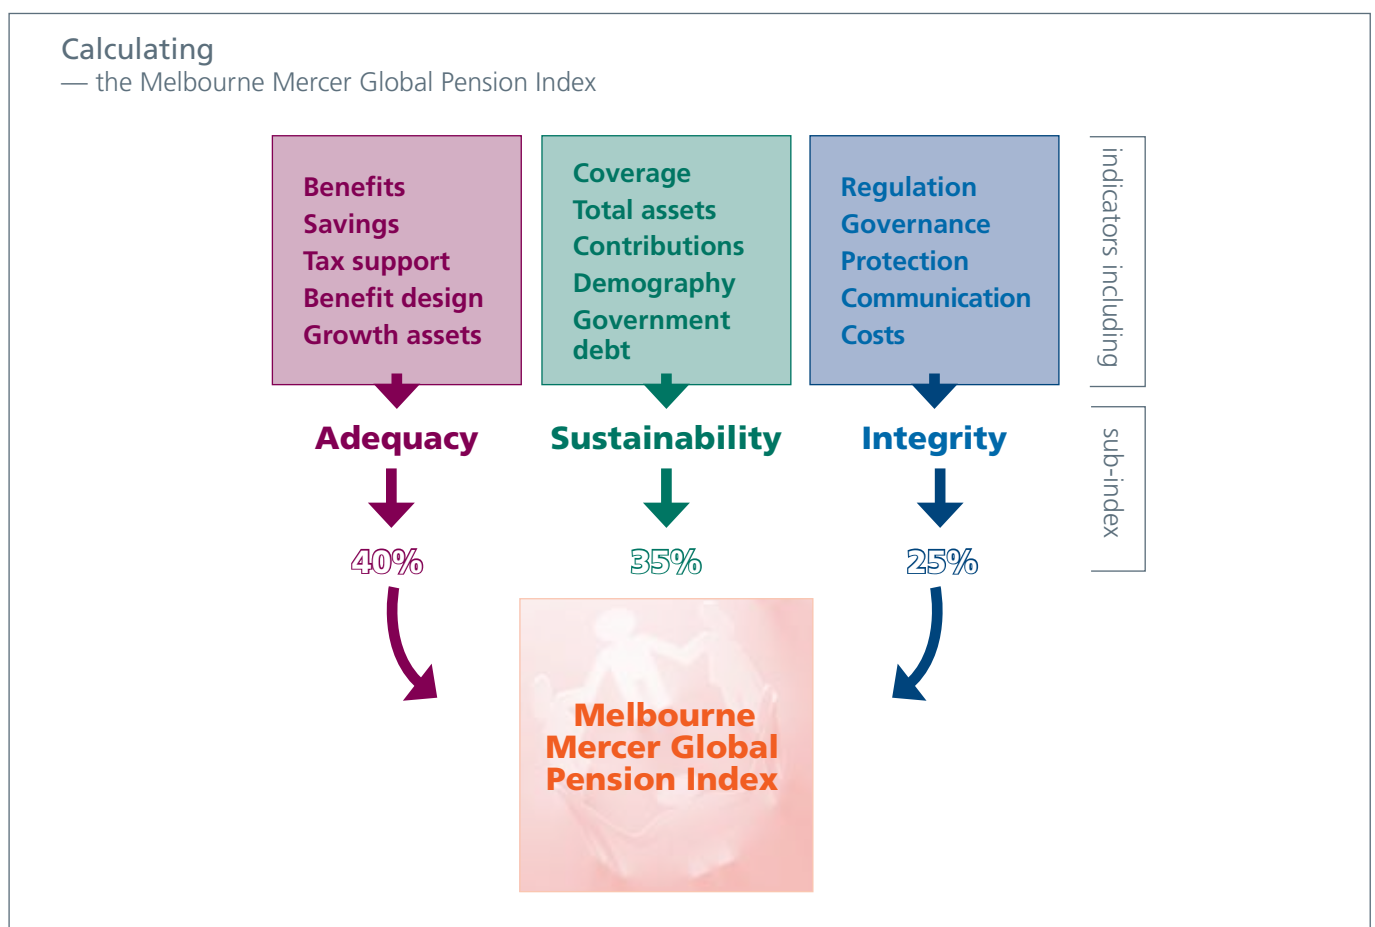 Calculating
— the Melbourne Mercer Global Pension Index
Benefits
Savings
Tax support
Benefit design
Growth assets
Coverage
Total assets
Contributions
Demography
Government
debt
Regulation
Governance
Protection
Communication
Costs
indicators including
Adequacy
Sustainability
Integrity
sub-index
40%
35%
25%
Melbourne
Mercer Global
Pension Index